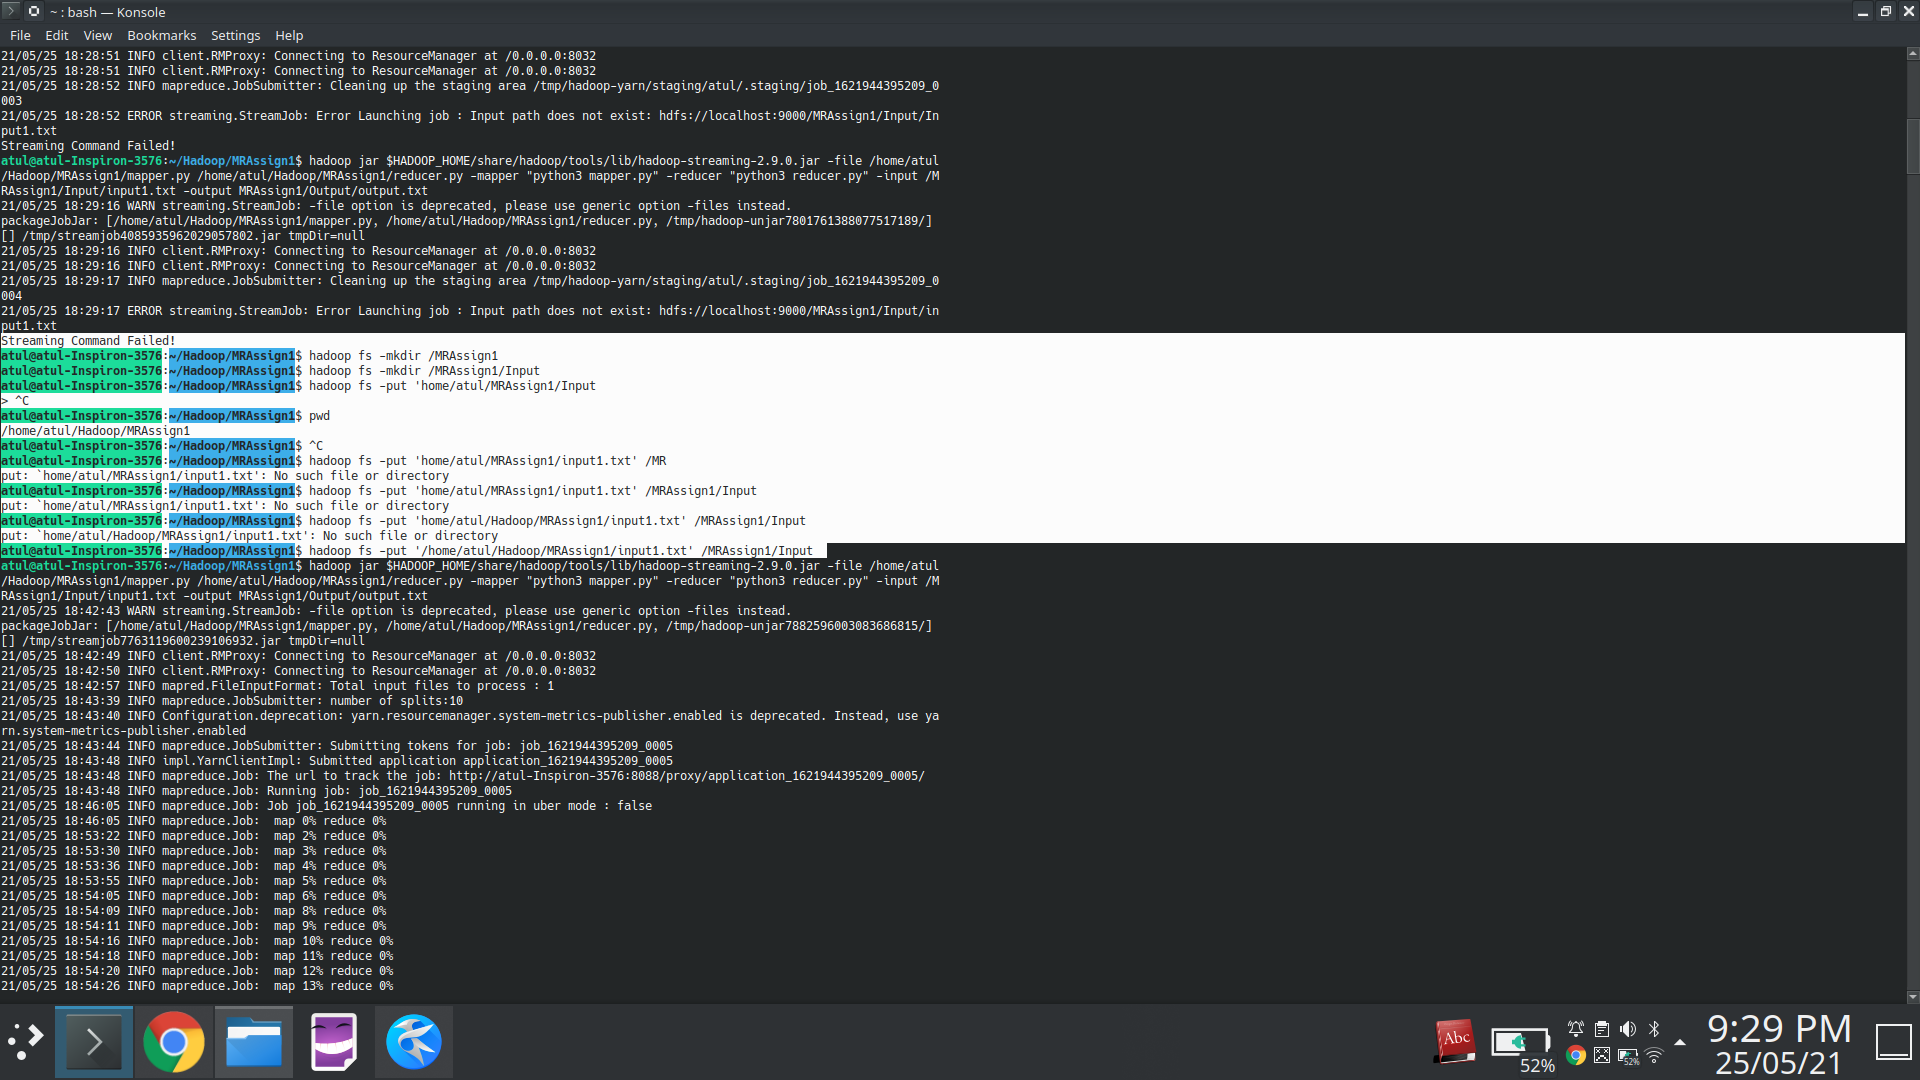 ~ : bash — Konsole
File Edit View Bookmarks Settings Help
21/05/25 18:28:51 INFO client.RMProxy: Connecting to ResourceManager at /0.0.0.0:8032
21/05/25 18:28:51 INFO client.RMProxy: Connecting to ResourceManager at /0.0.0.0:8032
21/05/25 18:28:52 INFO mapreduce.JobSubmitter: Cleaning up the staging area /tmp/hadoop-yarn/staging/atul/.staging/job_1621944395209_0
003
21/05/25 18:28:52 ERROR streaming.StreamJob: Error Launching job : Input path does not exist: hdfs://localhost:9000/MRAssign1/Input/In
put1.txt
Streaming Command Failed!
atul@atul-Inspiron-3576:~/Hadoop/MRAssign1$ hadoop jar $HADOOP_HOME/share/hadoop/tools/lib/hadoop-streaming-2.9.0.jar -file /home/atul
/Hadoop/MRAssign1/mapper.py /home/atul/Hadoop/MRAssign1/reducer.py -mapper "python3 mapper.py" -reducer "python3 reducer.py" -input /M
RAssign1/Input/input1.txt -output MRAssign1/Output/output.txt
21/05/25 18:29:16 WARN streaming.StreamJob: -file option is deprecated, please use generic option -files instead.
packageJobJar: [/home/atul/Hadoop/MRAssign1/mapper.py, /home/atul/Hadoop/MRAssign1/reducer.py, /tmp/hadoop-unjar7801761388077517189/]
[] /tmp/streamjob4085935962029057802.jar tmpDir=null
21/05/25 18:29:16 INFO client.RMProxy: Connecting to ResourceManager at /0.0.0.0:8032
21/05/25 18:29:16 INFO client.RMProxy: Connecting to ResourceManager at /0.0.0.0:8032
21/05/25 18:29:17 INFO mapreduce.JobSubmitter: Cleaning up the staging area /tmp/hadoop-yarn/staging/atul/.staging/job_1621944395209_0
004
21/05/25 18:29:17 ERROR streaming.StreamJob: Error Launching job : Input path does not exist: hdfs://localhost:9000/MRAssign1/Input/in
put1.txt
Streaming Command Failed!
atul@atul-Inspiron-3576:~/Hadoop/MRAssign1$ hadoop fs -mkdir /MRAssign1
atul@atul-Inspiron-3576:~/Hadoop/MRAssign1$ hadoop fs -mkdir /MRAssign1/Input
atul@atul-Inspiron-3576:~/Hadoop/MRAssign1$ hadoop fs -put 'home/atul/MRAssign1/Input
> ^C
atul@atul-Inspiron-3576:~/Hadoop/MRAssign1$ pwd
/home/atul/Hadoop/MRAssign1
atul@atul-Inspiron-3576:~/Hadoop/MRAssign1$ ^C
atul@atul-Inspiron-3576:~/Hadoop/MRAssign1$ hadoop fs -put 'home/atul/MRAssign1/input1.txt' /MR
put: `home/atul/MRAssign1/input1.txt': No such file or directory
atul@atul-Inspiron-3576:~/Hadoop/MRAssign1$ hadoop fs -put 'home/atul/MRAssign1/input1.txt' /MRAssign1/Input
put: `home/atul/MRAssign1/input1.txt': No such file or directory
atul@atul-Inspiron-3576:~/Hadoop/MRAssign1$ hadoop fs -put 'home/atul/Hadoop/MRAssign1/input1.txt' /MRAssign1/Input
put: `home/atul/Hadoop/MRAssign1/input1.txt': No such file or directory
atul@atul-Inspiron-3576:~/Hadoop/MRAssign1$ hadoop fs -put '/home/atul/Hadoop/MRAssign1/input1.txt' /MRAssign1/Input
atul@atul-Inspiron-3576:~/Hadoop/MRAssign1$ hadoop jar $HADOOP_HOME/share/hadoop/tools/lib/hadoop-streaming-2.9.0.jar -file /home/atul
/Hadoop/MRAssign1/mapper.py /home/atul/Hadoop/MRAssign1/reducer.py -mapper "python3 mapper.py" -reducer "python3 reducer.py" -input /M
RAssign1/Input/input1.txt -output MRAssign1/Output/output.txt
21/05/25 18:42:43 WARN streaming.StreamJob: -file option is deprecated, please use generic option -files instead.
packageJobJar: [/home/atul/Hadoop/MRAssign1/mapper.py, /home/atul/Hadoop/MRAssign1/reducer.py, /tmp/hadoop-unjar7882596003083686815/]
[] /tmp/streamjob7763119600239106932.jar tmpDir=null
21/05/25 18:42:49 INFO client.RMProxy: Connecting to ResourceManager at /0.0.0.0:8032
21/05/25 18:42:50 INFO client.RMProxy: Connecting to ResourceManager at /0.0.0.0:8032
21/05/25 18:42:57 INFO mapred.FileInputFormat: Total input files to process : 1
21/05/25 18:43:39 INFO mapreduce.JobSubmitter: number of splits:10
21/05/25 18:43:40 INFO Configuration.deprecation: yarn.resourcemanager.system-metrics-publisher.enabled is deprecated. Instead, use ya
rn.system-metrics-publisher.enabled
21/05/25 18:43:44 INFO mapreduce.JobSubmitter: Submitting tokens for job: job_1621944395209_0005
21/05/25 18:43:48 INFO impl.YarnClientImpl: Submitted application application_1621944395209_0005
21/05/25 18:43:48 INFO mapreduce.Job: The url to track the job: http://atul-Inspiron-3576:8088/proxy/application_1621944395209_0005/
21/05/25 18:43:48 INFO mapreduce.Job: Running job: job_1621944395209_0005
21/05/25 18:46:05 INFO mapreduce.Job: Job job_1621944395209_0005 running in uber mode : false
21/05/25 18:46:05 INFO mapreduce.Job:  map 0% reduce 0%
21/05/25 18:53:22 INFO mapreduce.Job:  map 2% reduce 0%
21/05/25 18:53:30 INFO mapreduce.Job:  map 3% reduce 0%
21/05/25 18:53:36 INFO mapreduce.Job:  map 4% reduce 0%
21/05/25 18:53:55 INFO mapreduce.Job:  map 5% reduce 0%
21/05/25 18:54:05 INFO mapreduce.Job:  map 6% reduce 0%
21/05/25 18:54:09 INFO mapreduce.Job:  map 8% reduce 0%
21/05/25 18:54:11 INFO mapreduce.Job:  map 9% reduce 0%
21/05/25 18:54:16 INFO mapreduce.Job:  map 10% reduce 0%
21/05/25 18:54:18 INFO mapreduce.Job:  map 11% reduce 0%
21/05/25 18:54:20 INFO mapreduce.Job:  map 12% reduce 0%
21/05/25 18:54:26 INFO mapreduce.Job:  map 13% reduce 0%
Abc
52%
52%
9:29 PM
25/05/21